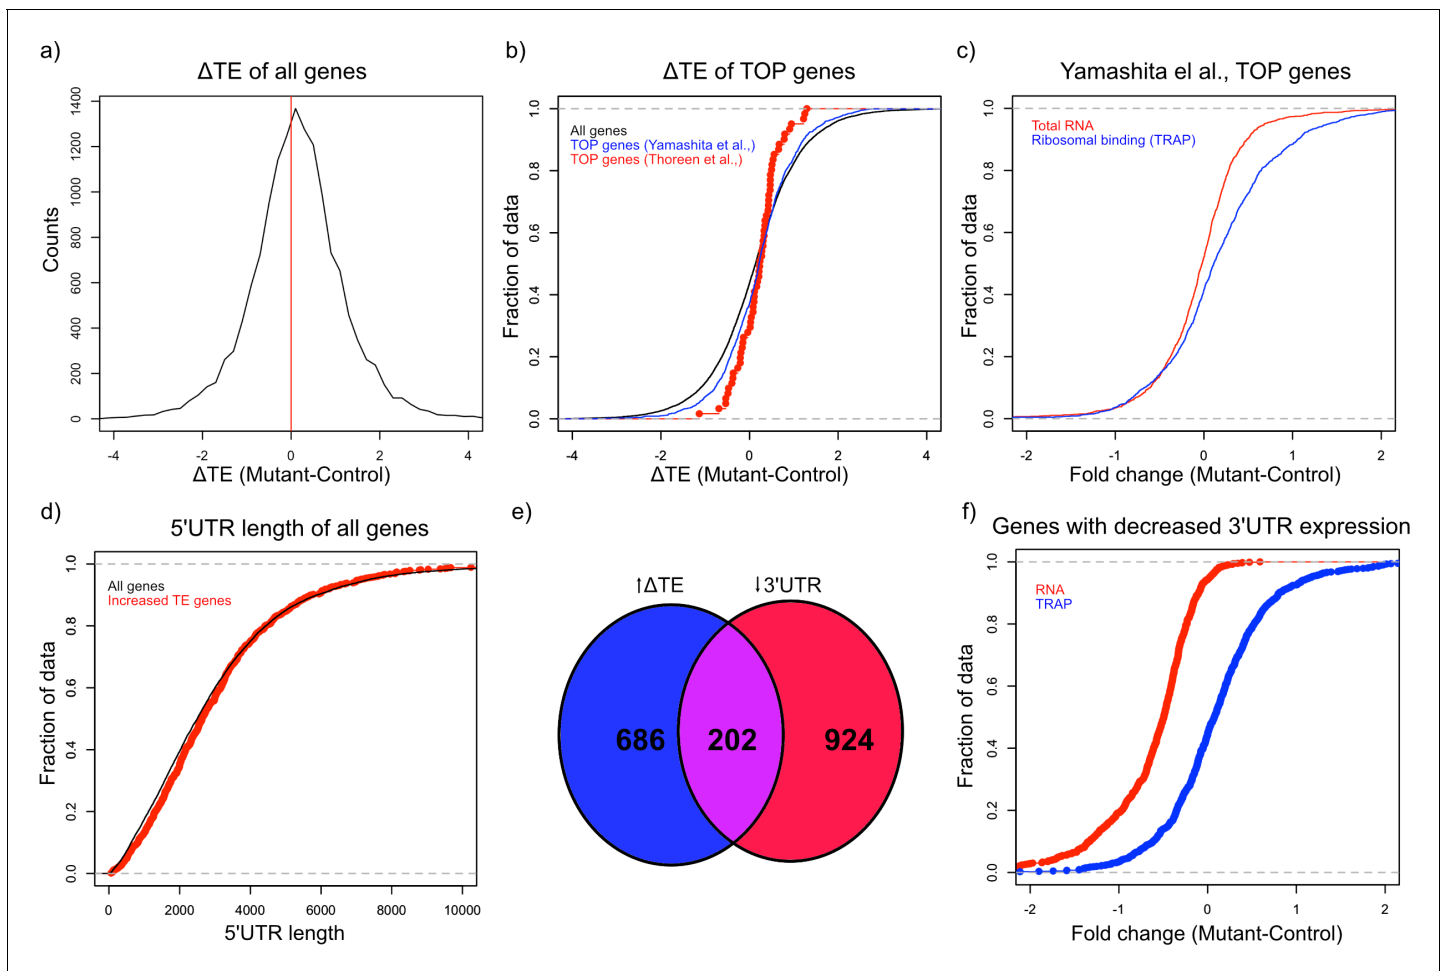 a)
ΔTE of all genes
Counts
0
200
400
600
800
1000
1200
1400
-4
-2
0
2
4
ΔTE (Mutant-Control)
b)
ΔTE of TOP genes
All genes
TOP genes (Yamashita et al.,)
TOP genes (Thoreen et al.,)
Fraction of data
0.0
0.2
0.4
0.6
0.8
1.0
-4
-2
0
2
4
ΔTE (Mutant-Control)
c)
Yamashita el al., TOP genes
Total RNA
Ribosomal binding (TRAP)
Fraction of data
0.0
0.2
0.4
0.6
0.8
1.0
-2
-1
0
1
2
Fold change (Mutant-Control)
d)
5'UTR length of all genes
All genes
Increased TE genes
Fraction of data
0.0
0.2
0.4
0.6
0.8
1.0
0
2000
4000
6000
8000
10000
5'UTR length
e)
↑ΔTE
↓3'UTR
686
202
924
f)
Genes with decreased 3'UTR expression
RNA
TRAP
Fraction of data
0.0
0.2
0.4
0.6
0.8
1.0
-2
-1
0
1
2
Fold change (Mutant-Control)